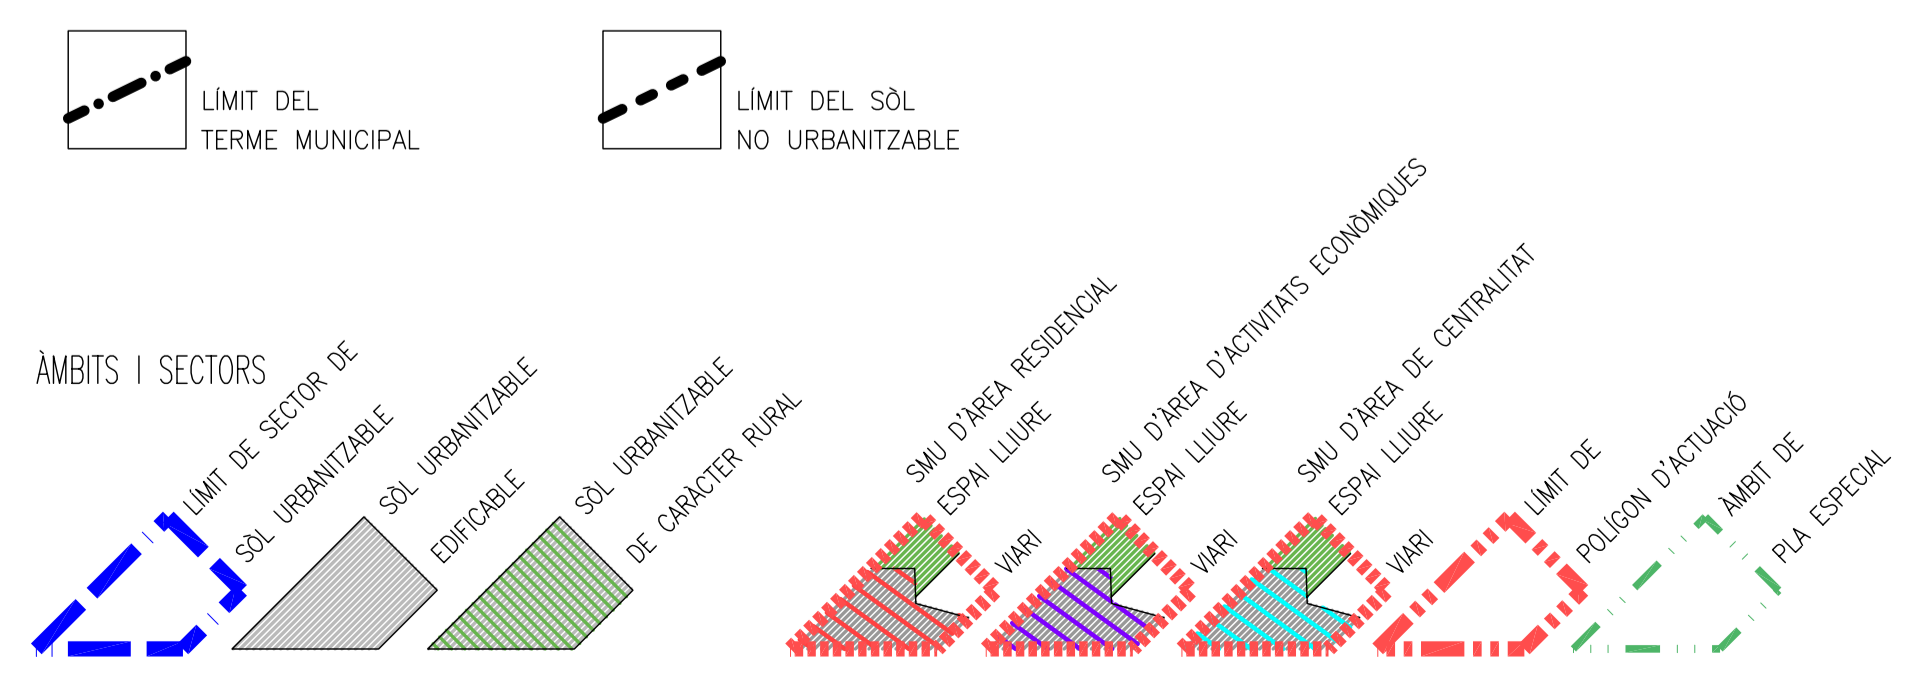 LÍMIT DEL
TERME MUNICIPAL
LÍMIT DEL SÒL
NO URBANITZABLE
ÀMBITS I SECTORS
LÍMIT DE SECTOR DE
SÒL URBANITZABLE
SÒL URBANITZABLE
EDIFICABLE
SÒL URBANITZABLE
DE CARÀCTER RURAL
SMU D'ÀREA RESIDENCIAL
ESPAI LLIURE
VIARI
SMU D'ÀREA D'ACTIVITATS ECONÒMIQUES
ESPAI LLIURE
VIARI
SMU D'ÀREA DE CENTRALITAT
ESPAI LLIURE
VIARI
LÍMIT DE
POLÍGON D'ACTUACIÓ
ÀMBIT DE
PLA ESPECIAL